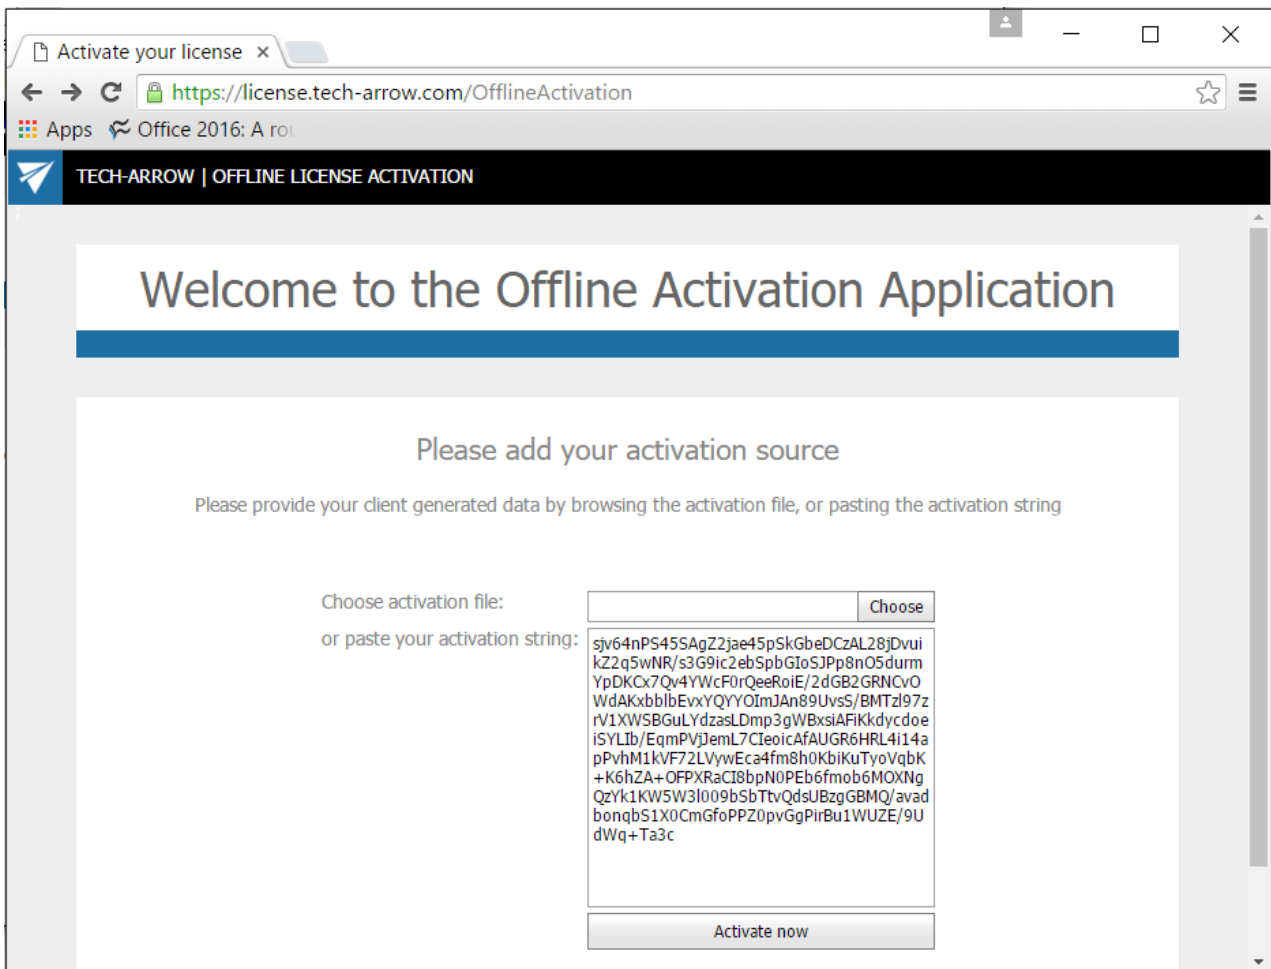 Activate your license
https://license.tech-arrow.com/OfflineActivation
Apps Office 2016: A rou
TECH-ARROW | OFFLINE LICENSE ACTIVATION
Welcome to the Offline Activation Application
Please add your activation source
Please provide your client generated data by browsing the activation file, or pasting the activation string
Choose activation file:
Choose
or paste your activation string:
sjv64nPS45SAgZ2jae45pSkGbeDCzAL28jDvui
kZ2q5wNR/s3G9ic2ebSpbGIoSJPp8nO5durm
YpDKCx7Qv4YWcF0rQeeRoiE/2dGB2GRNCvO
WdAKxbblbEvxYQYYOImJAn89UvsS/BMTzl97z
rV1XWSBGuLYdzasLDmp3gWBxsiAFiKkdycdoe
iSYLIb/EqmPVjJemL7CIeoicAfAUGR6HRL4i14a
pPvhM1kVF72LVywEca4fm8h0KbiKuTyoVqbK
+K6hZA+OFPXRaCI8bpN0PEb6fmob6MOXNg
QzYk1KW5W3l009bSbTtvQdsUBzgGBMQ/avad
bonqbS1X0CmGfoPPZ0pvGgPirBu1WUZE/9U
dWq+Ta3c
Activate now